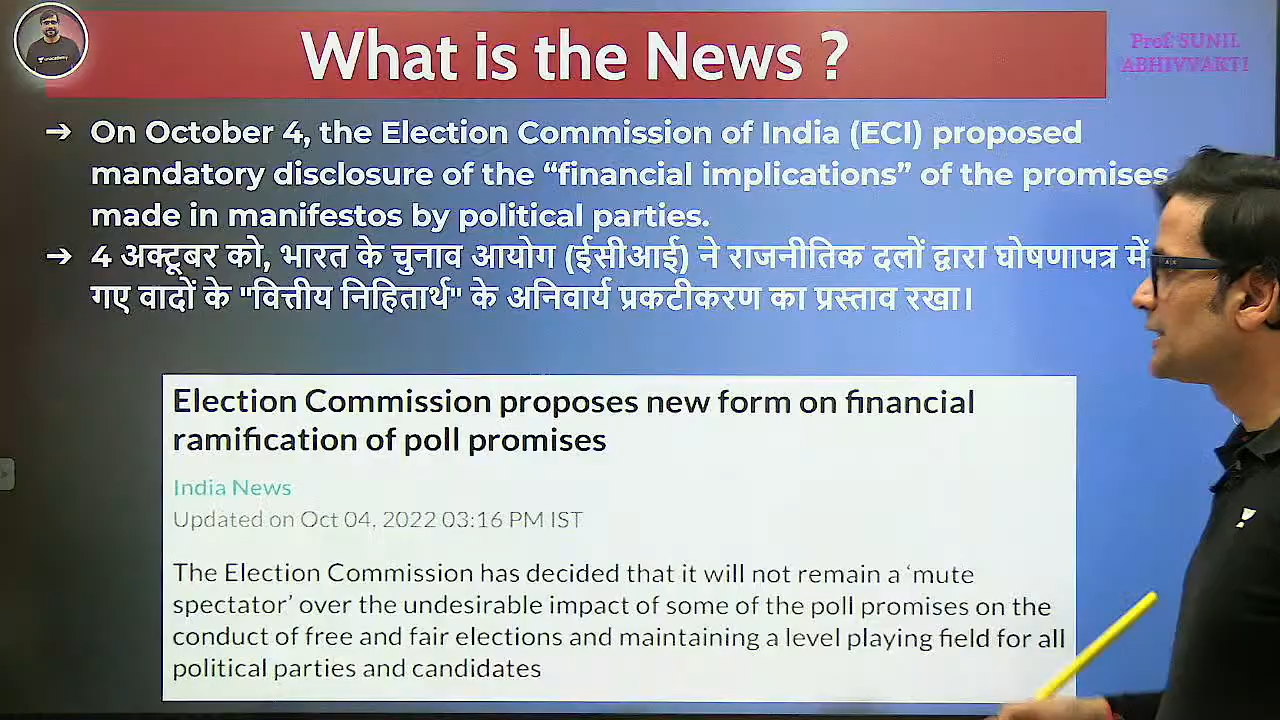 What is the News ?
Prof. SUNIL
ABHIVYAKTI
unacademy
→ On October 4, the Election Commission of India (ECI) proposed
mandatory disclosure of the “financial implications” of the promises
made in manifestos by political parties.
→ 4 अक्टूबर को, भारत के चुनाव आयोग (ईसीआई) ने राजनीतिक दलों द्वारा घोषणापत्र में
गए वादों के "वित्तीय निहितार्थ" के अनिवार्य प्रकटीकरण का प्रस्ताव रखा।
Election Commission proposes new form on financial
ramification of poll promises
India News
Updated on Oct 04, 2022 03:16 PM IST
The Election Commission has decided that it will not remain a ‘mute
spectator’ over the undesirable impact of some of the poll promises on the
conduct of free and fair elections and maintaining a level playing field for all
political parties and candidates